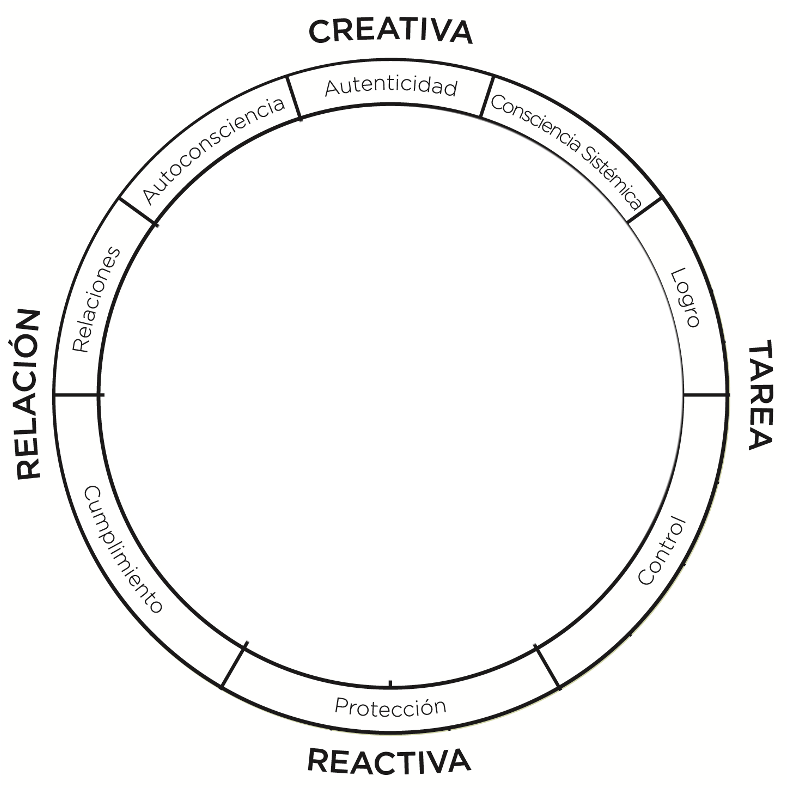 CREATIVA
Autenticidad
Autoconsciencia
Consciencia Sistémica
Relaciones
Logro
RELACIÓN
TAREA
Cumplimiento
Control
Protección
REACTIVA